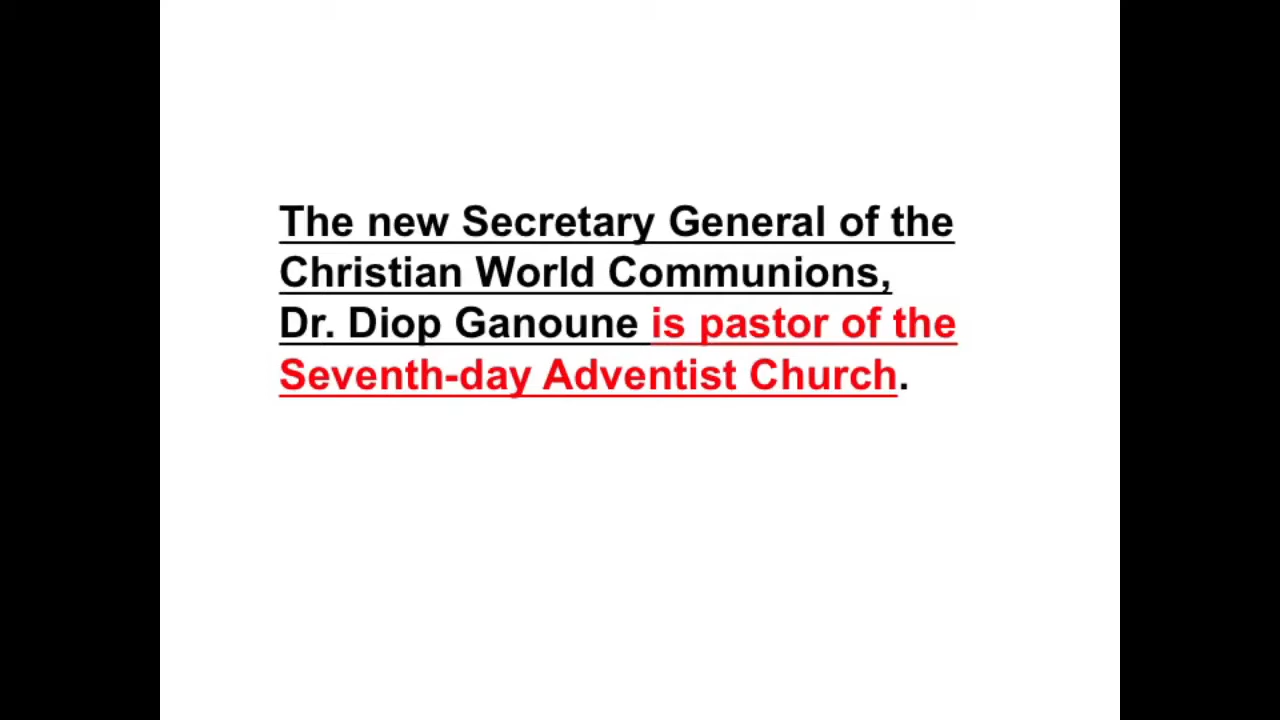 The new Secretary General of the
Christian World Communions,
Dr. Diop Ganoune is pastor of the
Seventh-day Adventist Church.